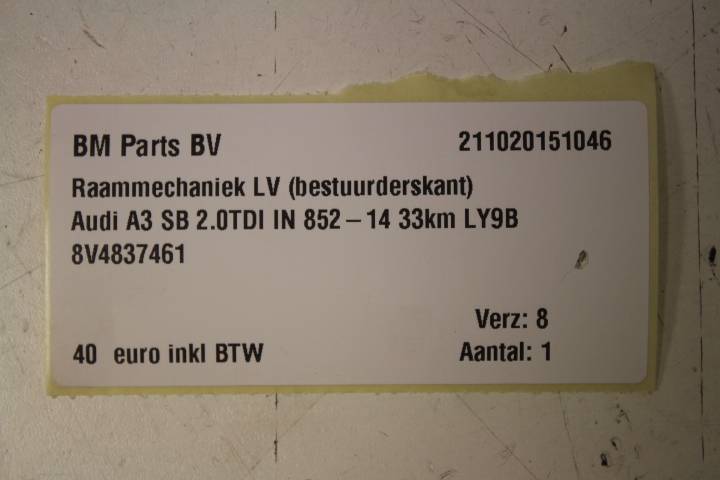 BM Parts BV 211020151046
Raammechaniek LV (bestuurderskant)
Audi A3 SB 2.0TDI IN 852 – 14 33km LY9B
8V4837461
Verz: 8
40 euro inkl BTW Aantal: 1